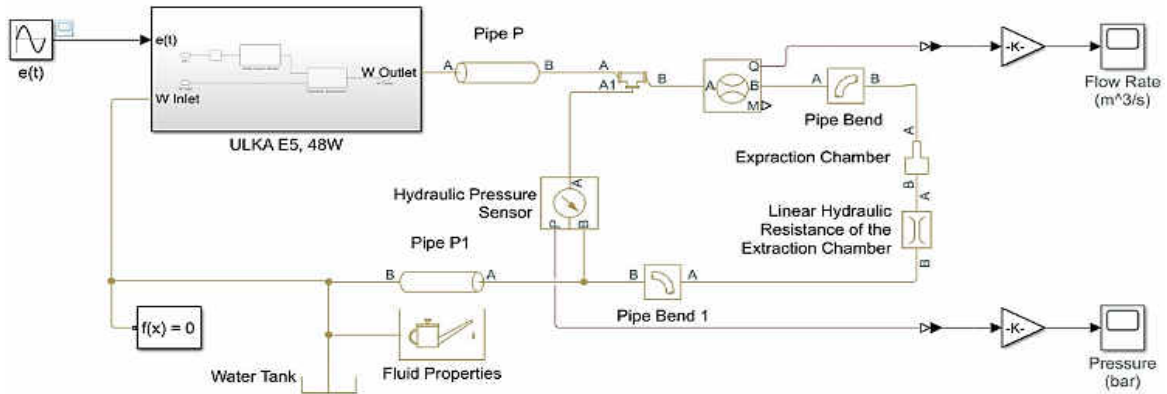 e(t)
e(t)
W Inlet
W Outlet
ULKA E5, 48W
Pipe P
A
B
A
A1
B
A
Q
B
M
A
B
Pipe Bend
-K-
Flow Rate
(m^3/s)
A
Expraction Chamber
B
A
Linear Hydraulic
Resistance of the
Extraction Chamber
B
Hydraulic Pressure
Sensor
A
P
B
Pipe P1
B
A
B
A
Pipe Bend 1
f(x) = 0
Water Tank
Fluid Properties
-K-
Pressure
(bar)